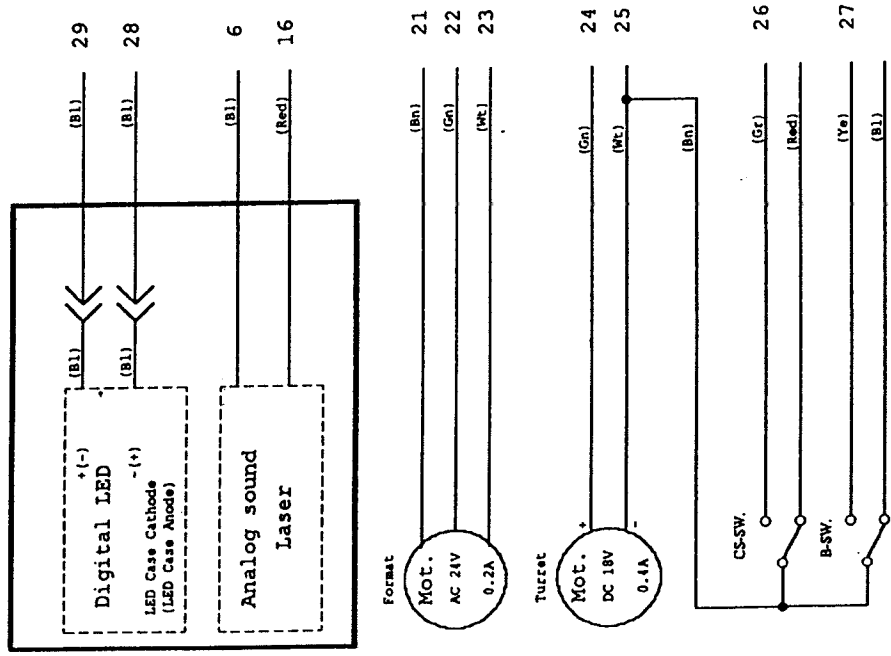 29
28
6
16
21
22
23
24
25
26
27
(Bl)
(Bl)
(Bl)
(Red)
(Bn)
(Gn)
(Wt)
(Gn)
(Wt)
(Bn)
(Gr)
(Red)
(Ye)
(Bl)
(Bl)
(Bl)
+(-)
Digital LED
-(+)
LED Case Cathode
(LED Case Anode)
Analog sound
Laser
Format
Mot.
AC 24V
0.2A
Turret
+
-
Mot.
DC 18V
0.4A
CS-SW.
B-SW.